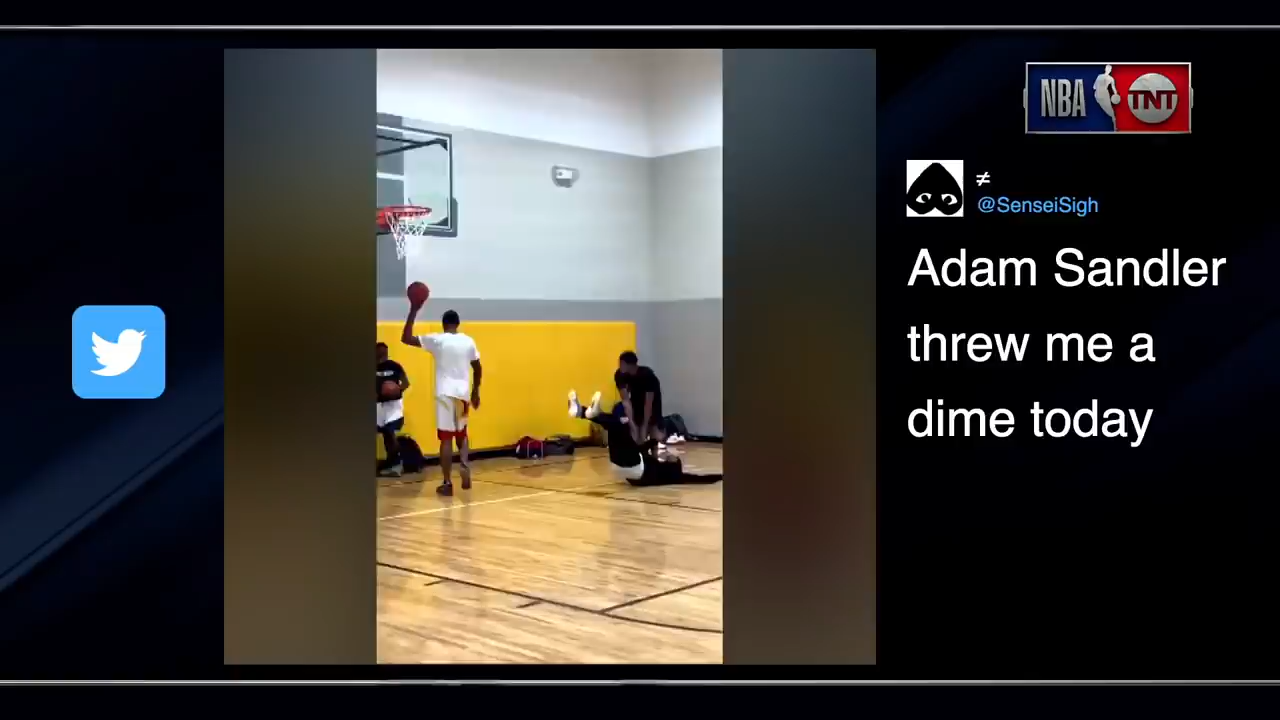 NBA TNT
≠
@SenseiSigh
Adam Sandler
threw me a
dime today